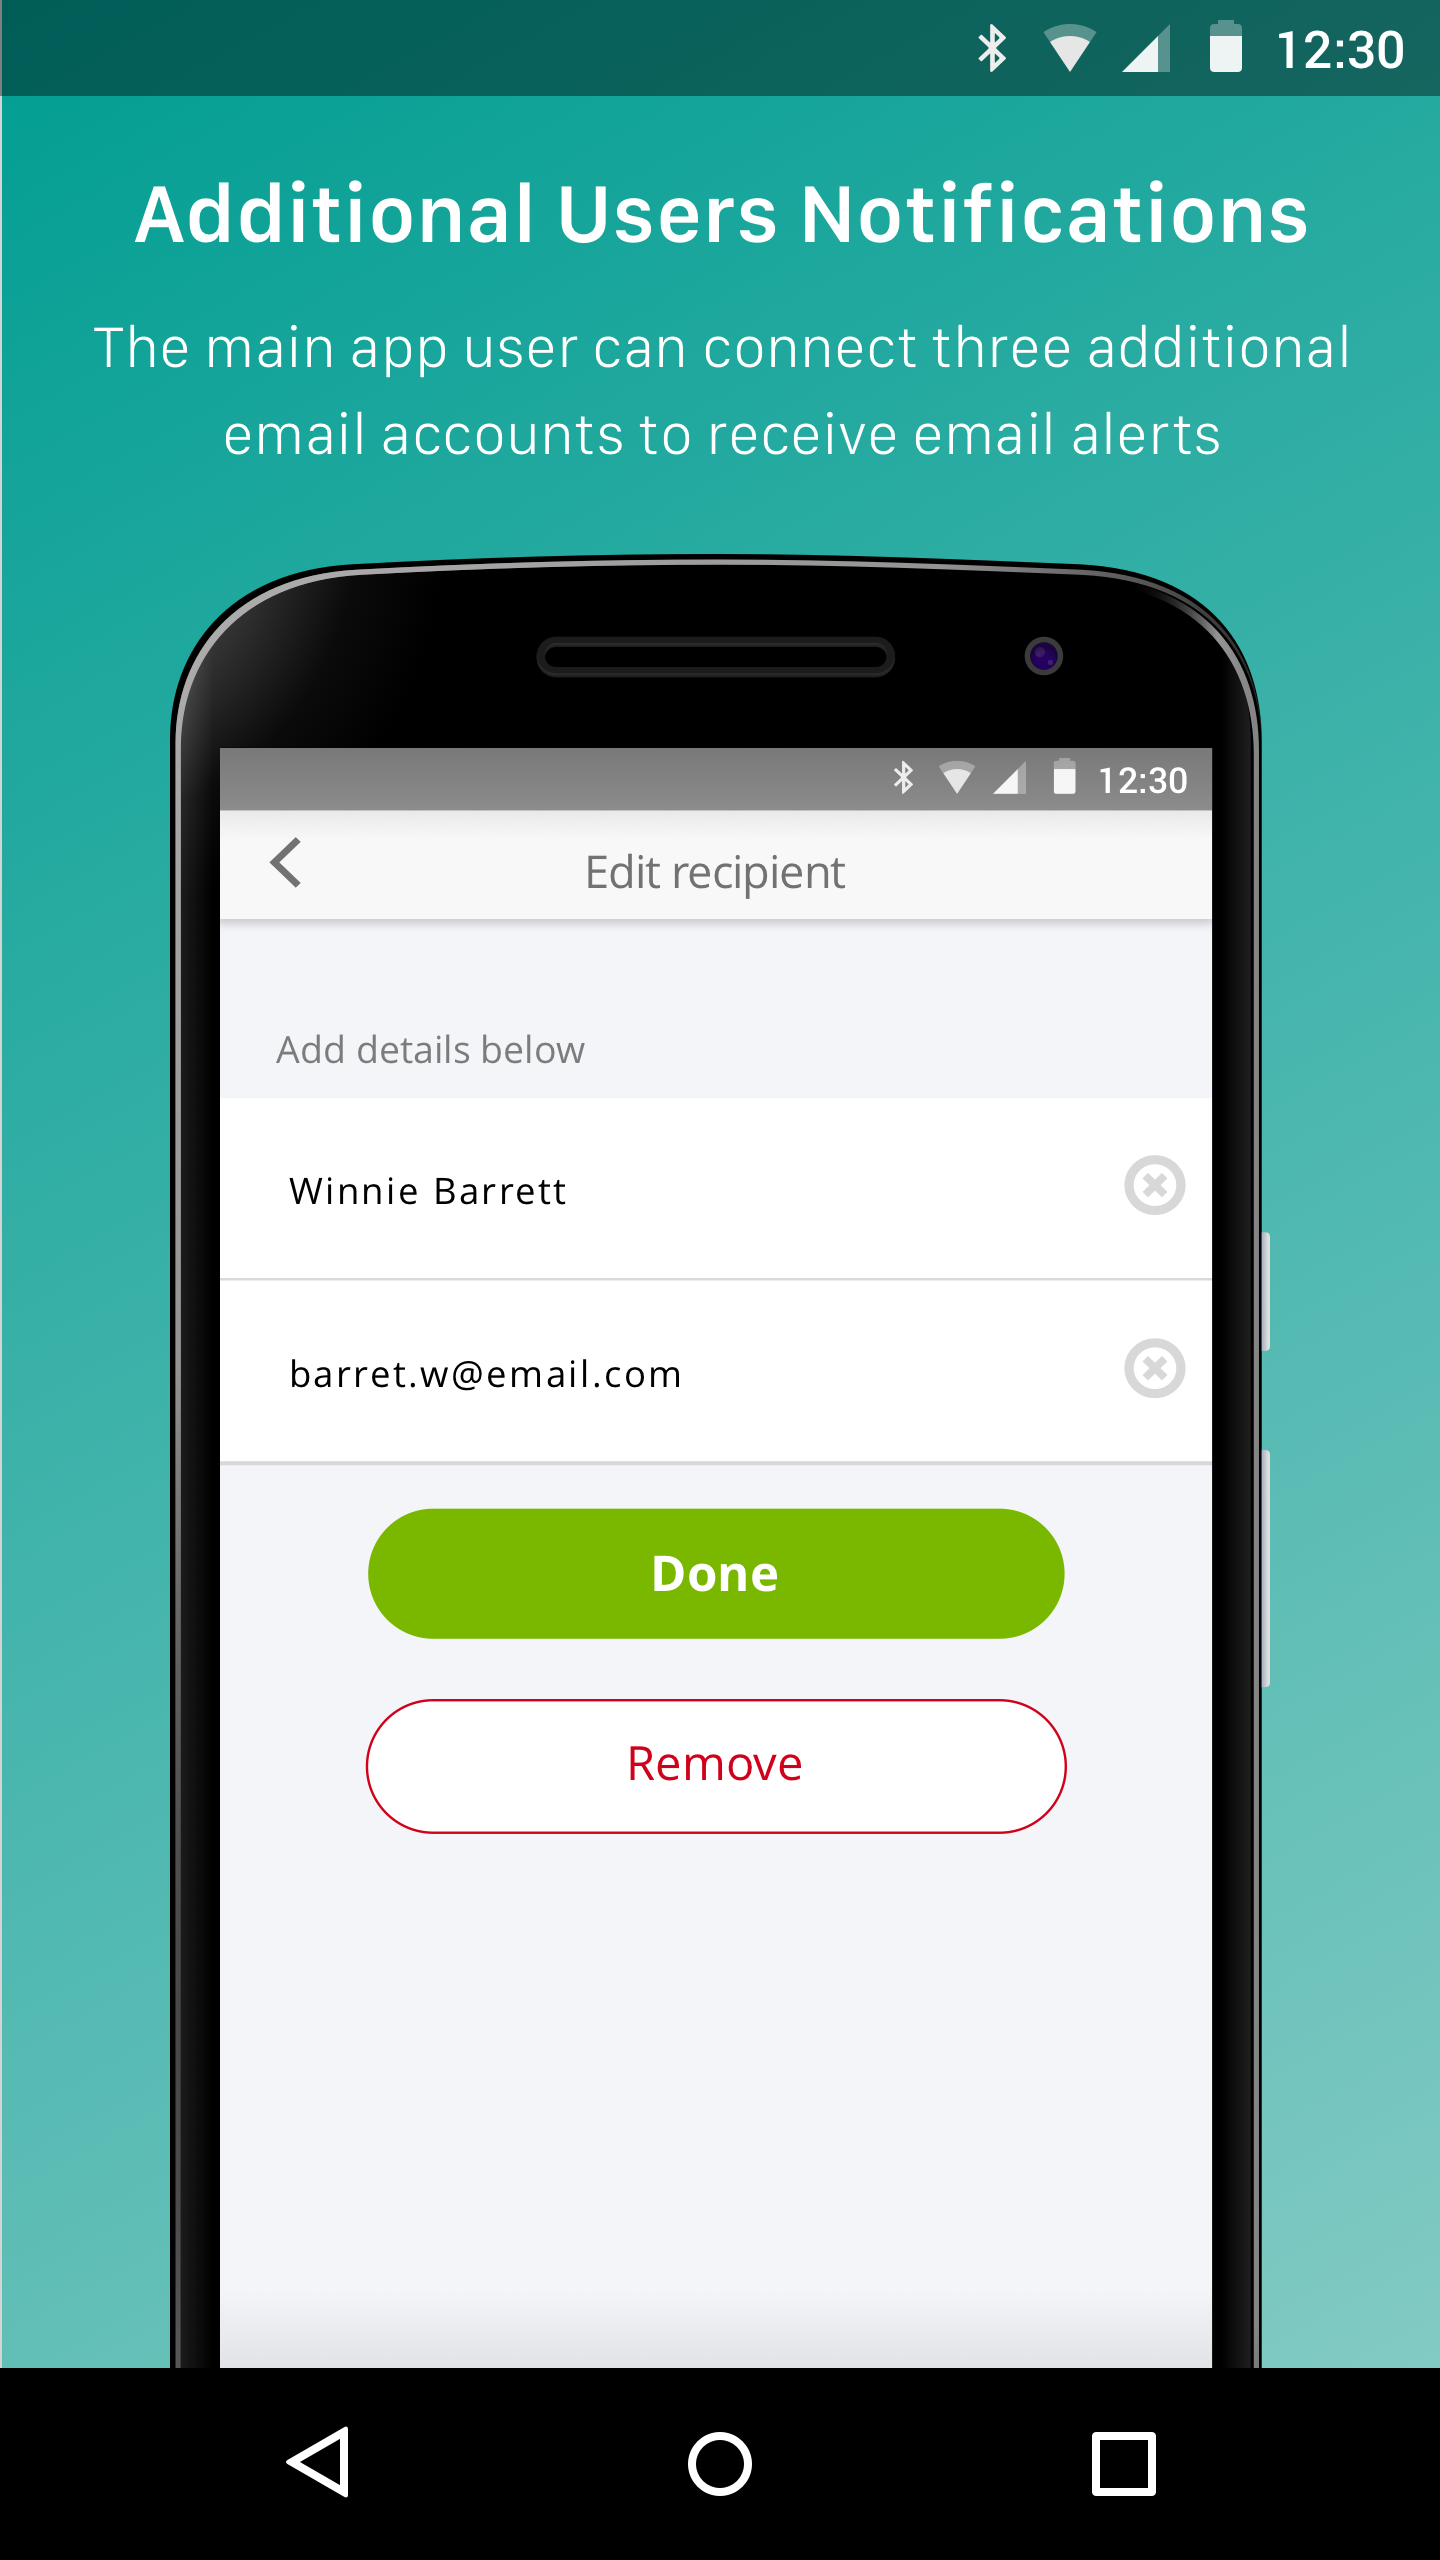 12:30
Additional Users Notifications
The main app user can connect three additional
email accounts to receive email alerts
12:30
Edit recipient
Add details below
Winnie Barrett
barret.w@email.com
Done
Remove